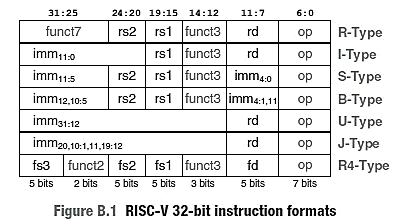 31:25 24:20 19:15 14:12 11:7 6:0
funct7 rs2 rs1 funct3 rd op R-Type
imm11:0 rs1 funct3 rd op I-Type
imm11:5 rs2 rs1 funct3 imm4:0 op S-Type
imm12,10:5 rs2 rs1 funct3 imm4:1,11 op B-Type
imm31:12 rd op U-Type
imm20,10:1,11,19:12 rd op J-Type
fs3 funct2 fs2 fs1 funct3 fd op R4-Type
5 bits 2 bits 5 bits 5 bits 3 bits 5 bits 7 bits
Figure B.1 RISC-V 32-bit instruction formats